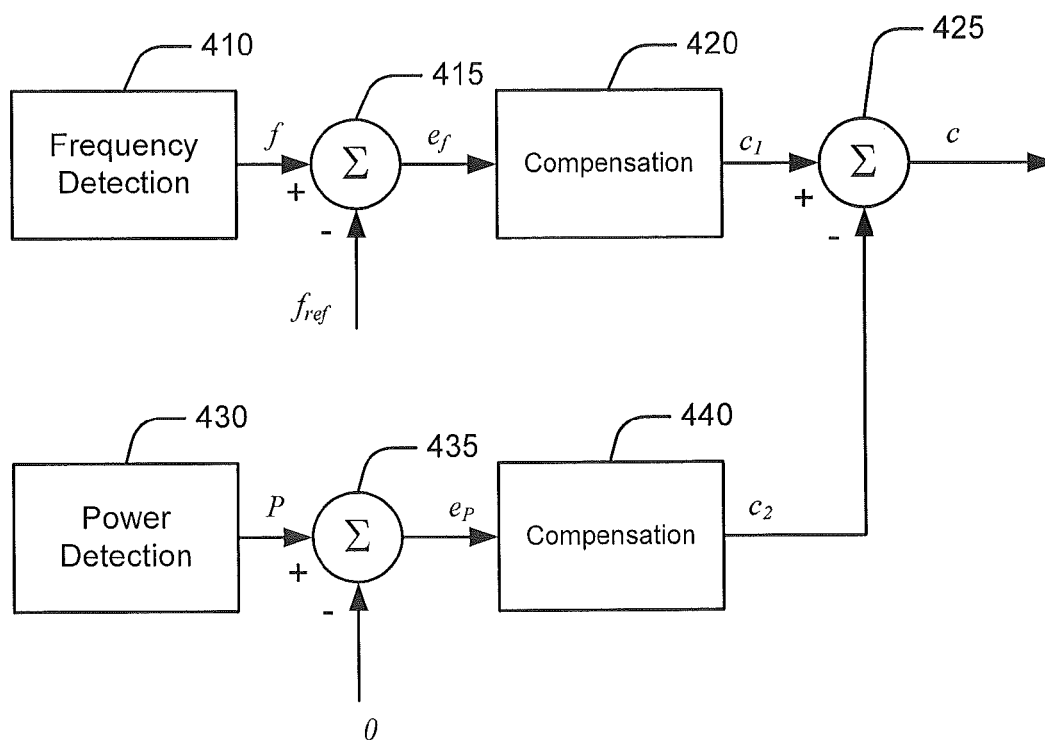 410
415
420
425
Frequency
Detection
f
+
-
Σ
e_f
Compensation
c_1
+
-
Σ
c
f_ref
430
435
440
Power
Detection
P
+
-
Σ
e_P
Compensation
c_2
0